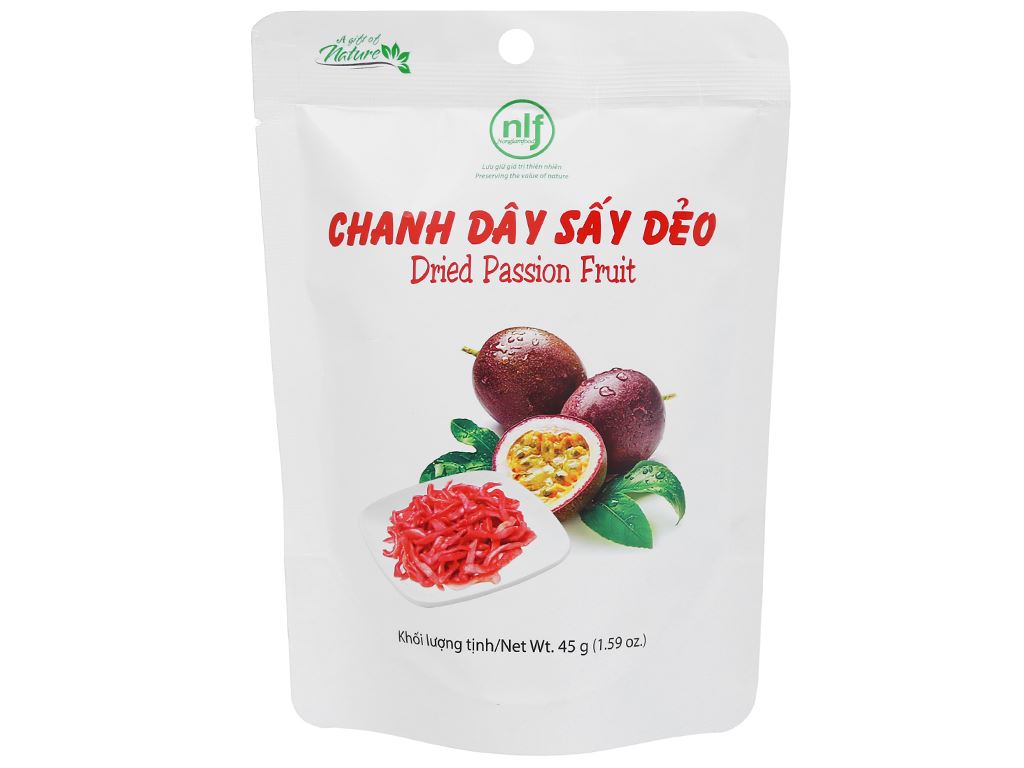 A gift of
Nature
nlf
Nonglamfood
Lưu giữ giá trị thiên nhiên
Preserving the value of nature
CHANH DÂY SẤY DẺO
Dried Passion Fruit
Khối lượng tịnh/Net Wt. 45 g (1.59 oz.)